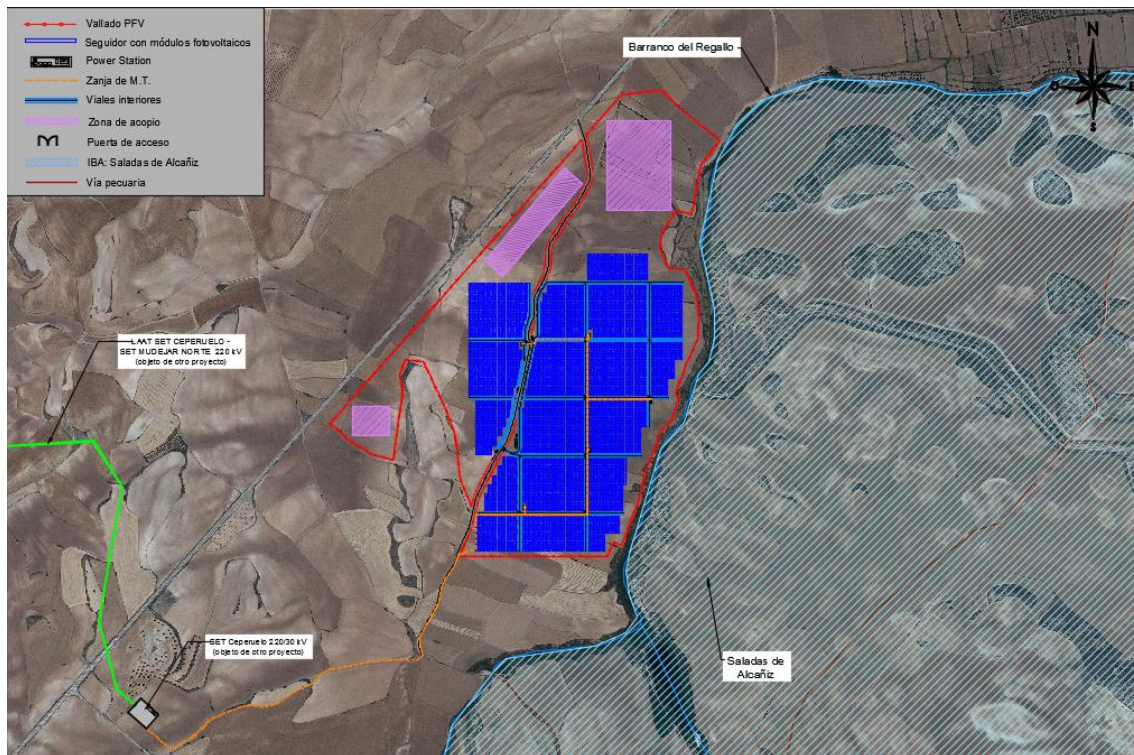 Vallado PFV
Seguidor con módulos fotovoltaicos
Power Station
Zanja de M.T.
Viales interiores
Zona de acopio
Puerta de acceso
IBA: Saladas de Alcañiz
Vía pecuaria
Barranco del Regallo
N
O
E
S
LAAT SET CEPERUELO -
SET MUDEJAR NORTE 220 kV
(objeto de otro proyecto)
SET Ceperuelo 220/30 kV
(objeto de otro proyecto)
Saladas de
Alcañiz